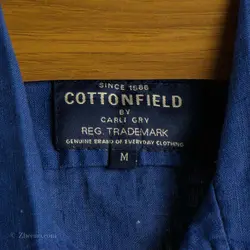 SINCE 1986
COTTONFIELD
BY
CARLI GRY
REG. TRADEMARK
GENUINE BRAND OF EVERYDAY CLOTHING
M